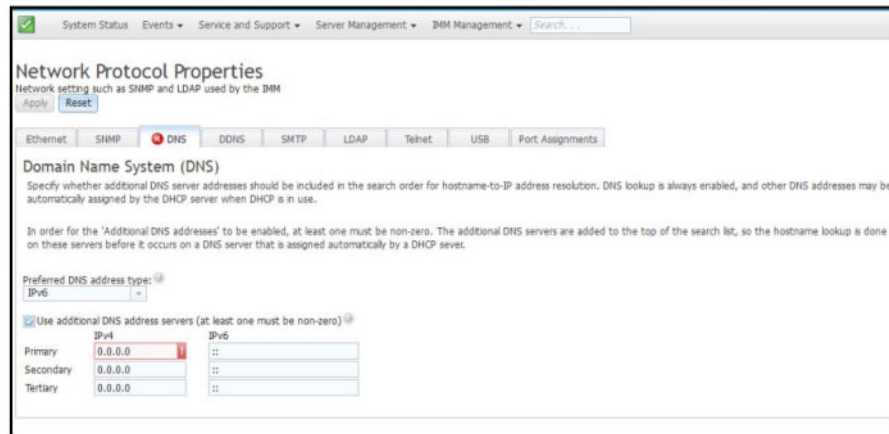 System Status Events Service and Support Server Management IMM Management Search. . .
Network Protocol Properties
Network setting such as SNMP and LDAP used by the IMM
Apply Reset
Ethernet SNMP DNS DDNS SMTP LDAP Telnet USB Port Assignments
Domain Name System (DNS)
Specify whether additional DNS server addresses should be included in the search order for hostname-to-IP address resolution. DNS lookup is always enabled, and other DNS addresses may be
automatically assigned by the DHCP server when DHCP is in use.
In order for the 'Additional DNS addresses' to be enabled, at least one must be non-zero. The additional DNS servers are added to the top of the search list, so the hostname lookup is done
on these servers before it occurs on a DNS server that is assigned automatically by a DHCP sever.
Preferred DNS address type:
IPv6
Use additional DNS address servers (at least one must be non-zero)
IPv4 IPv6
Primary 0.0.0.0 ! ::
Secondary 0.0.0.0 ::
Tertiary 0.0.0.0 ::